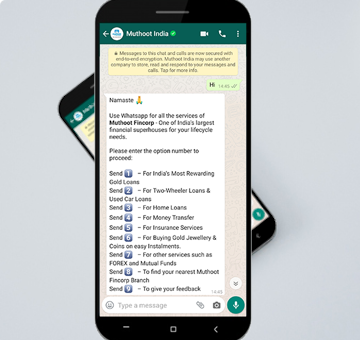 Muthoot India
Messages to this chat and calls are now secured with
end-to-end encryption. Muthoot India may use another
company to store, read and respond to your messages
and calls. Tap for more info.
Hi 14:45
Namaste 🙏
Use Whatsapp for all the services of
Muthoot Fincorp - One of India's largest
financial superhouses for your lifecycle
needs.
Please enter the option number to
proceed:
Send 1 – For India's Most Rewarding
Gold Loans
Send 2 – For Two-Wheeler Loans &
Used Car Loans
Send 3 – For Home Loans
Send 4 – For Money Transfer
Send 5 – For Insurance Services
Send 6 – For Buying Gold Jewellery &
Coins on easy Instalments.
Send 7 – For other services such as
FOREX and Mutual Funds
Send 8 – To find your nearest Muthoot
Fincorp Branch
Send 9 – To give your feedback
14:45
Type a message